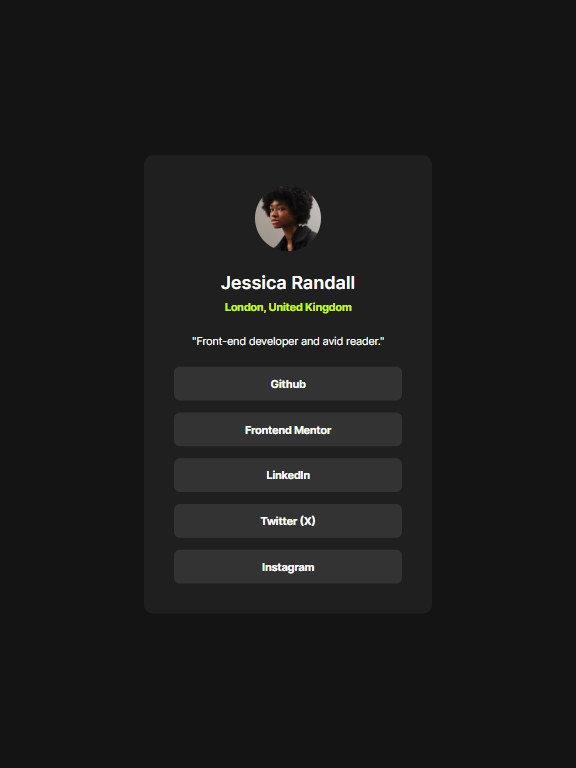 Jessica Randall
London, United Kingdom
"Front-end developer and avid reader."
Github
Frontend Mentor
LinkedIn
Twitter (X)
Instagram